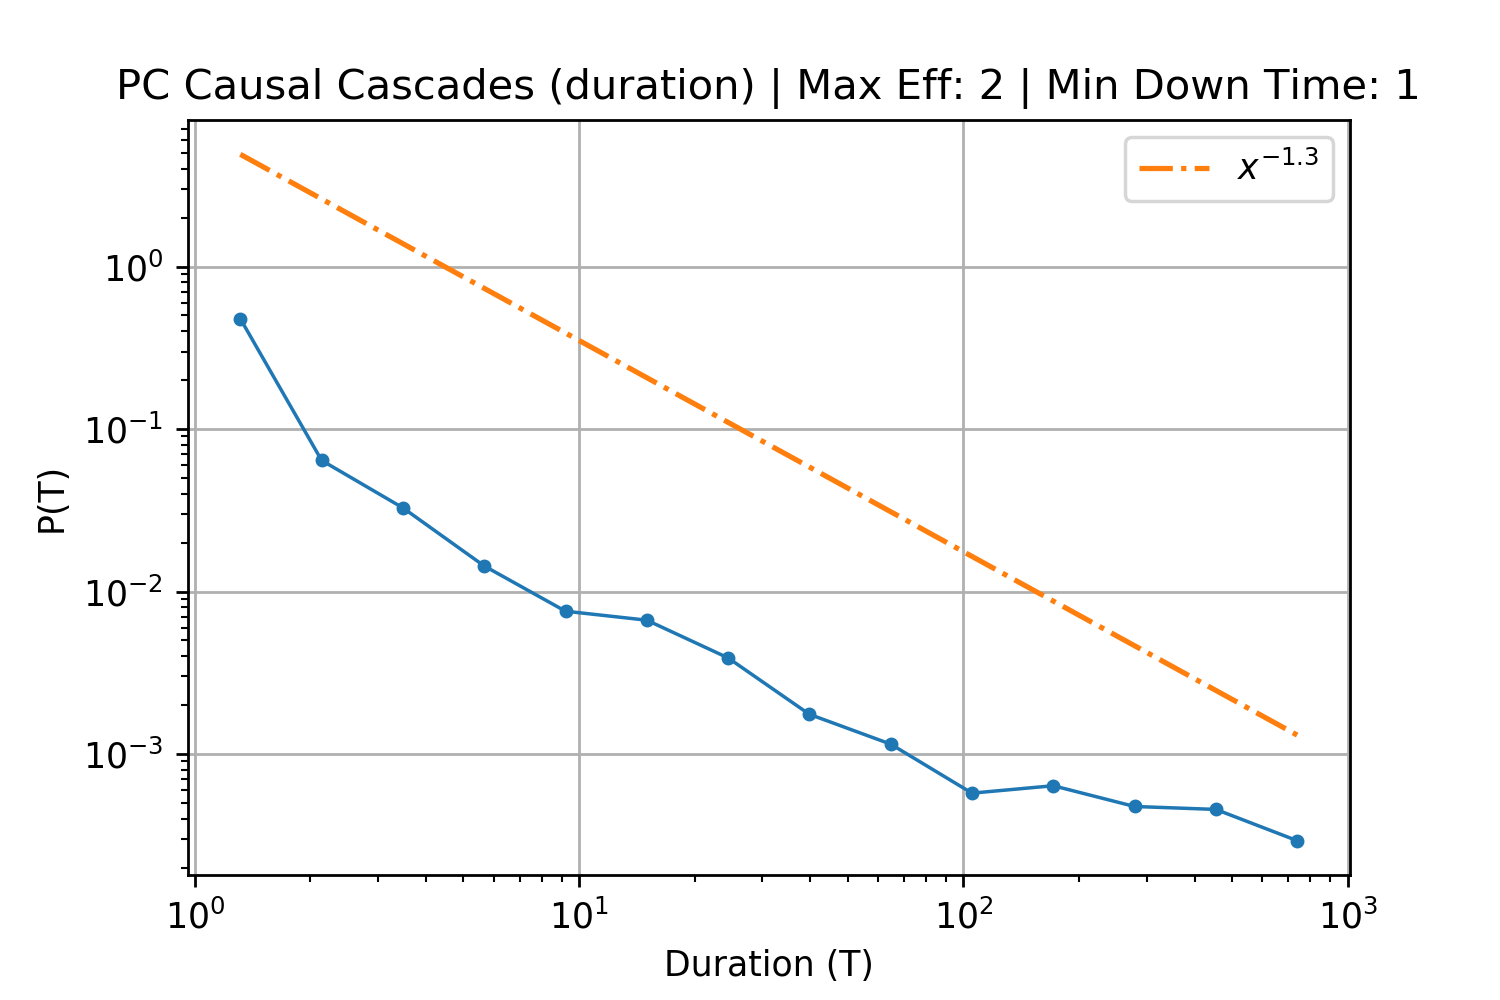 PC Causal Cascades (duration) | Max Eff: 2 | Min Down Time: 1
x^{-1.3}
10^0
10^{-1}
10^{-2}
10^{-3}
P(T)
10^0 10^1 10^2 10^3
Duration (T)